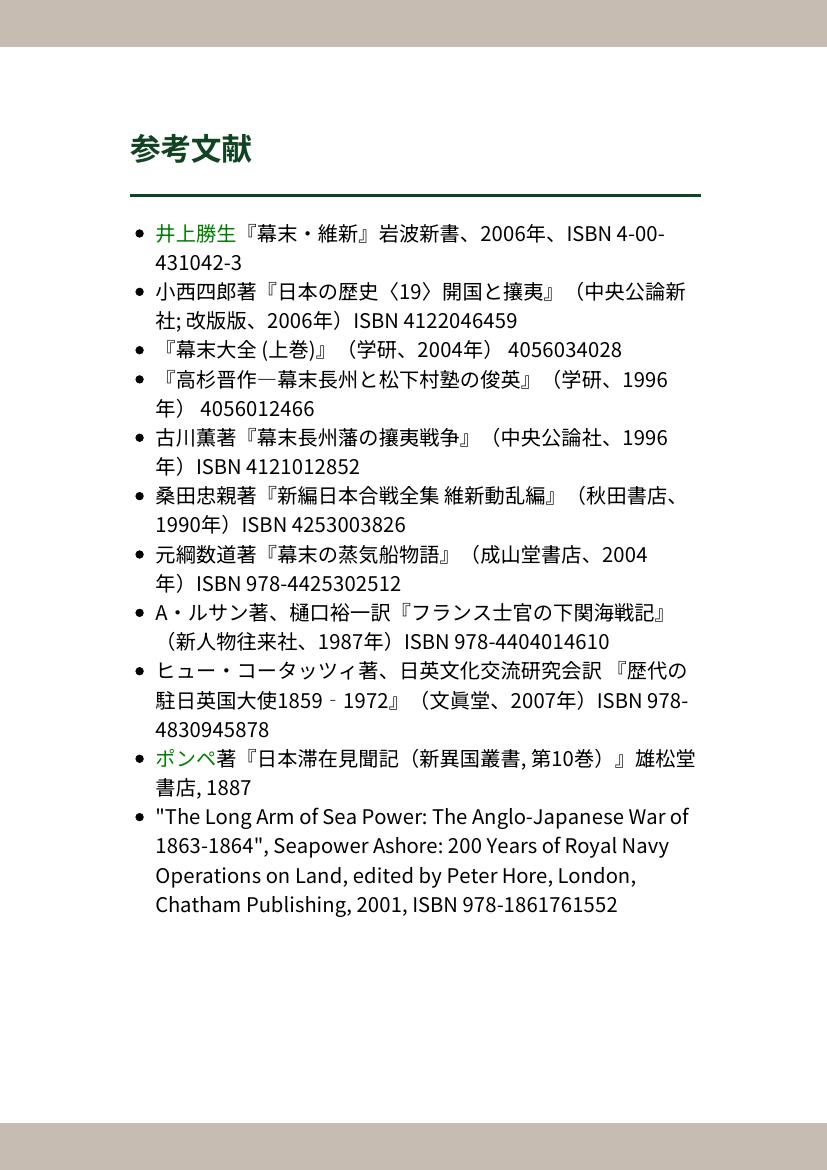 参考文献
井上勝生『幕末・維新』岩波新書、2006年、ISBN 4-00-
431042-3
小西四郎著『日本の歴史〈19〉開国と攘夷』（中央公論新
社; 改版版、2006年）ISBN 4122046459
『幕末大全 (上巻)』（学研、2004年） 4056034028
『高杉晋作―幕末長州と松下村塾の俊英』（学研、1996
年） 4056012466
古川薫著『幕末長州藩の攘夷戦争』（中央公論社、1996
年）ISBN 4121012852
桑田忠親著『新編日本合戦全集 維新動乱編』（秋田書店、
1990年）ISBN 4253003826
元綱数道著『幕末の蒸気船物語』（成山堂書店、2004
年）ISBN 978-4425302512
A・ルサン著、樋口裕一訳『フランス士官の下関海戦記』
（新人物往来社、1987年）ISBN 978-4404014610
ヒュー・コータッツィ著、日英文化交流研究会訳 『歴代の
駐日英国大使1859‐1972』（文眞堂、2007年）ISBN 978-
4830945878
ポンペ著『日本滞在見聞記（新異国叢書, 第10巻）』雄松堂
書店, 1887
"The Long Arm of Sea Power: The Anglo-Japanese War of
1863-1864", Seapower Ashore: 200 Years of Royal Navy
Operations on Land, edited by Peter Hore, London,
Chatham Publishing, 2001, ISBN 978-1861761552